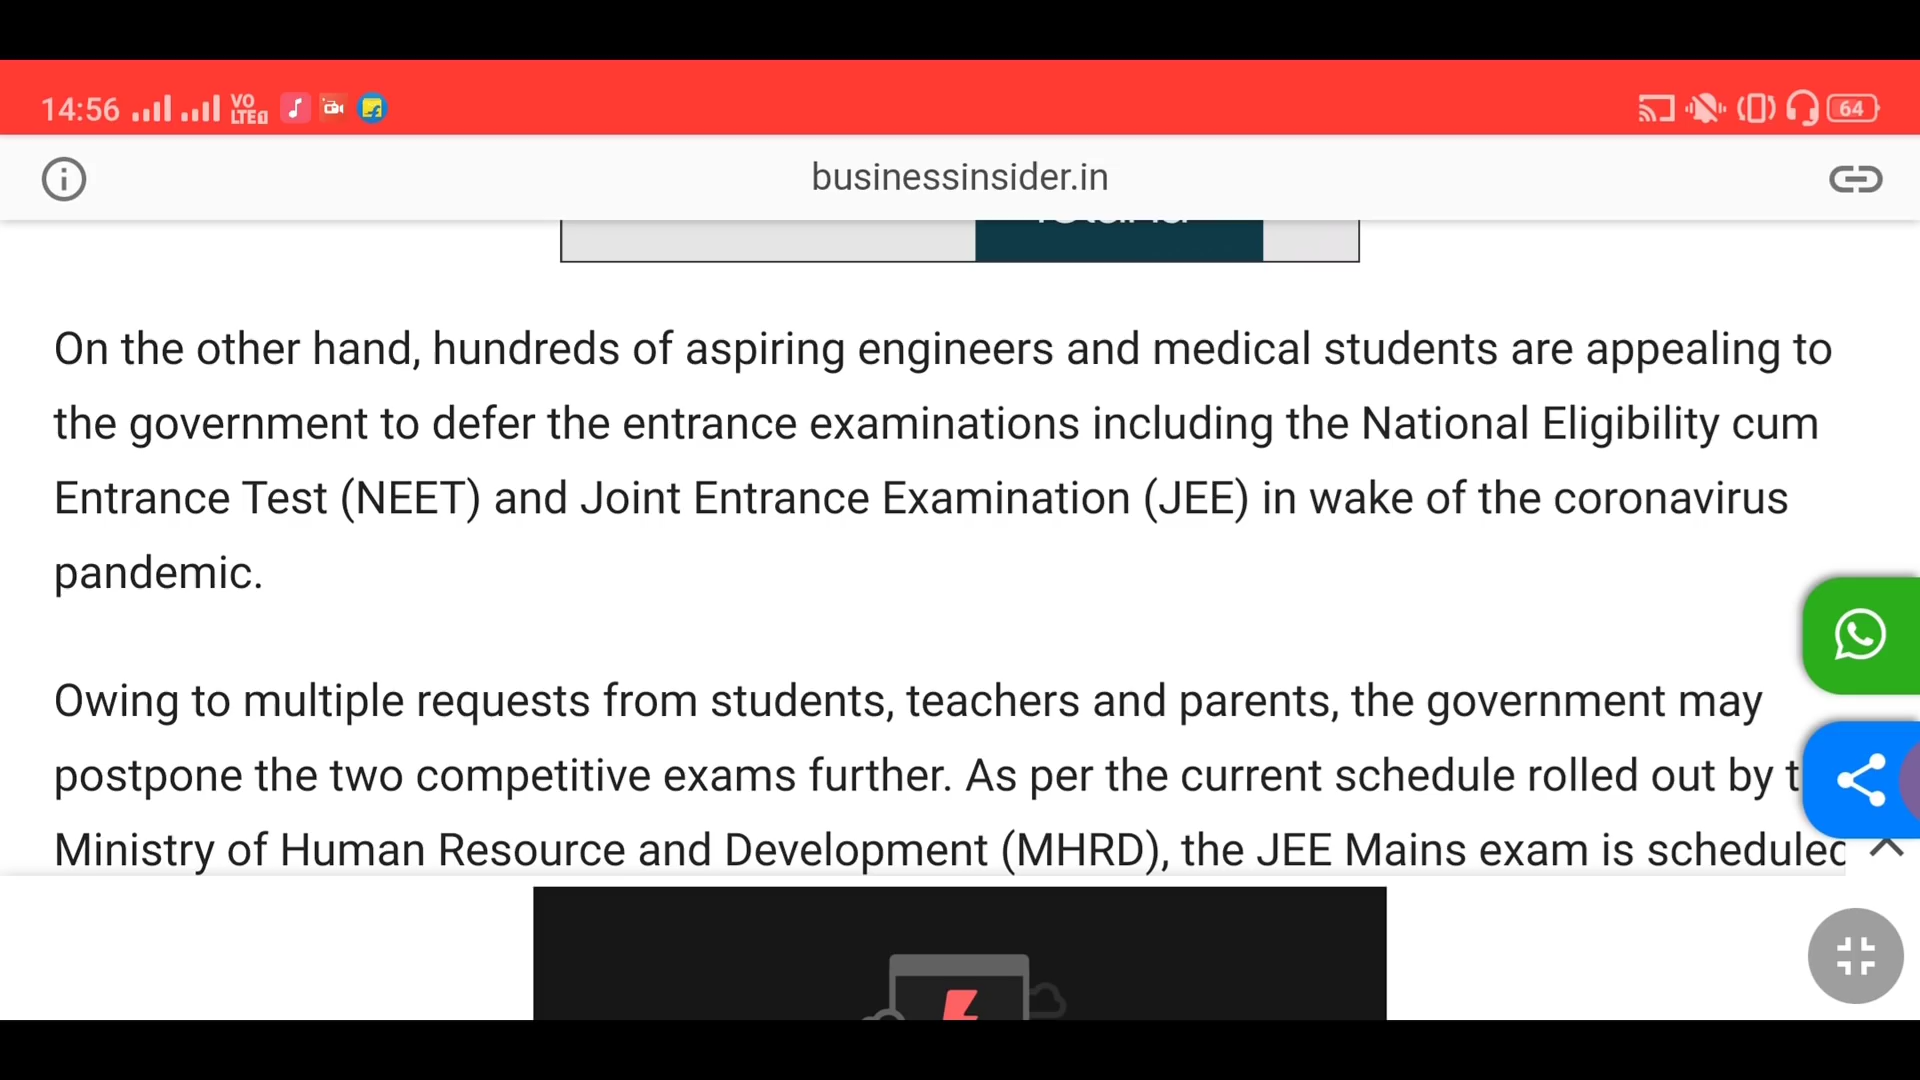 14:56 VO LTE 64
businessinsider.in
On the other hand, hundreds of aspiring engineers and medical students are appealing to
the government to defer the entrance examinations including the National Eligibility cum
Entrance Test (NEET) and Joint Entrance Examination (JEE) in wake of the coronavirus
pandemic.
Owing to multiple requests from students, teachers and parents, the government may
postpone the two competitive exams further. As per the current schedule rolled out by t
Ministry of Human Resource and Development (MHRD), the JEE Mains exam is scheduled